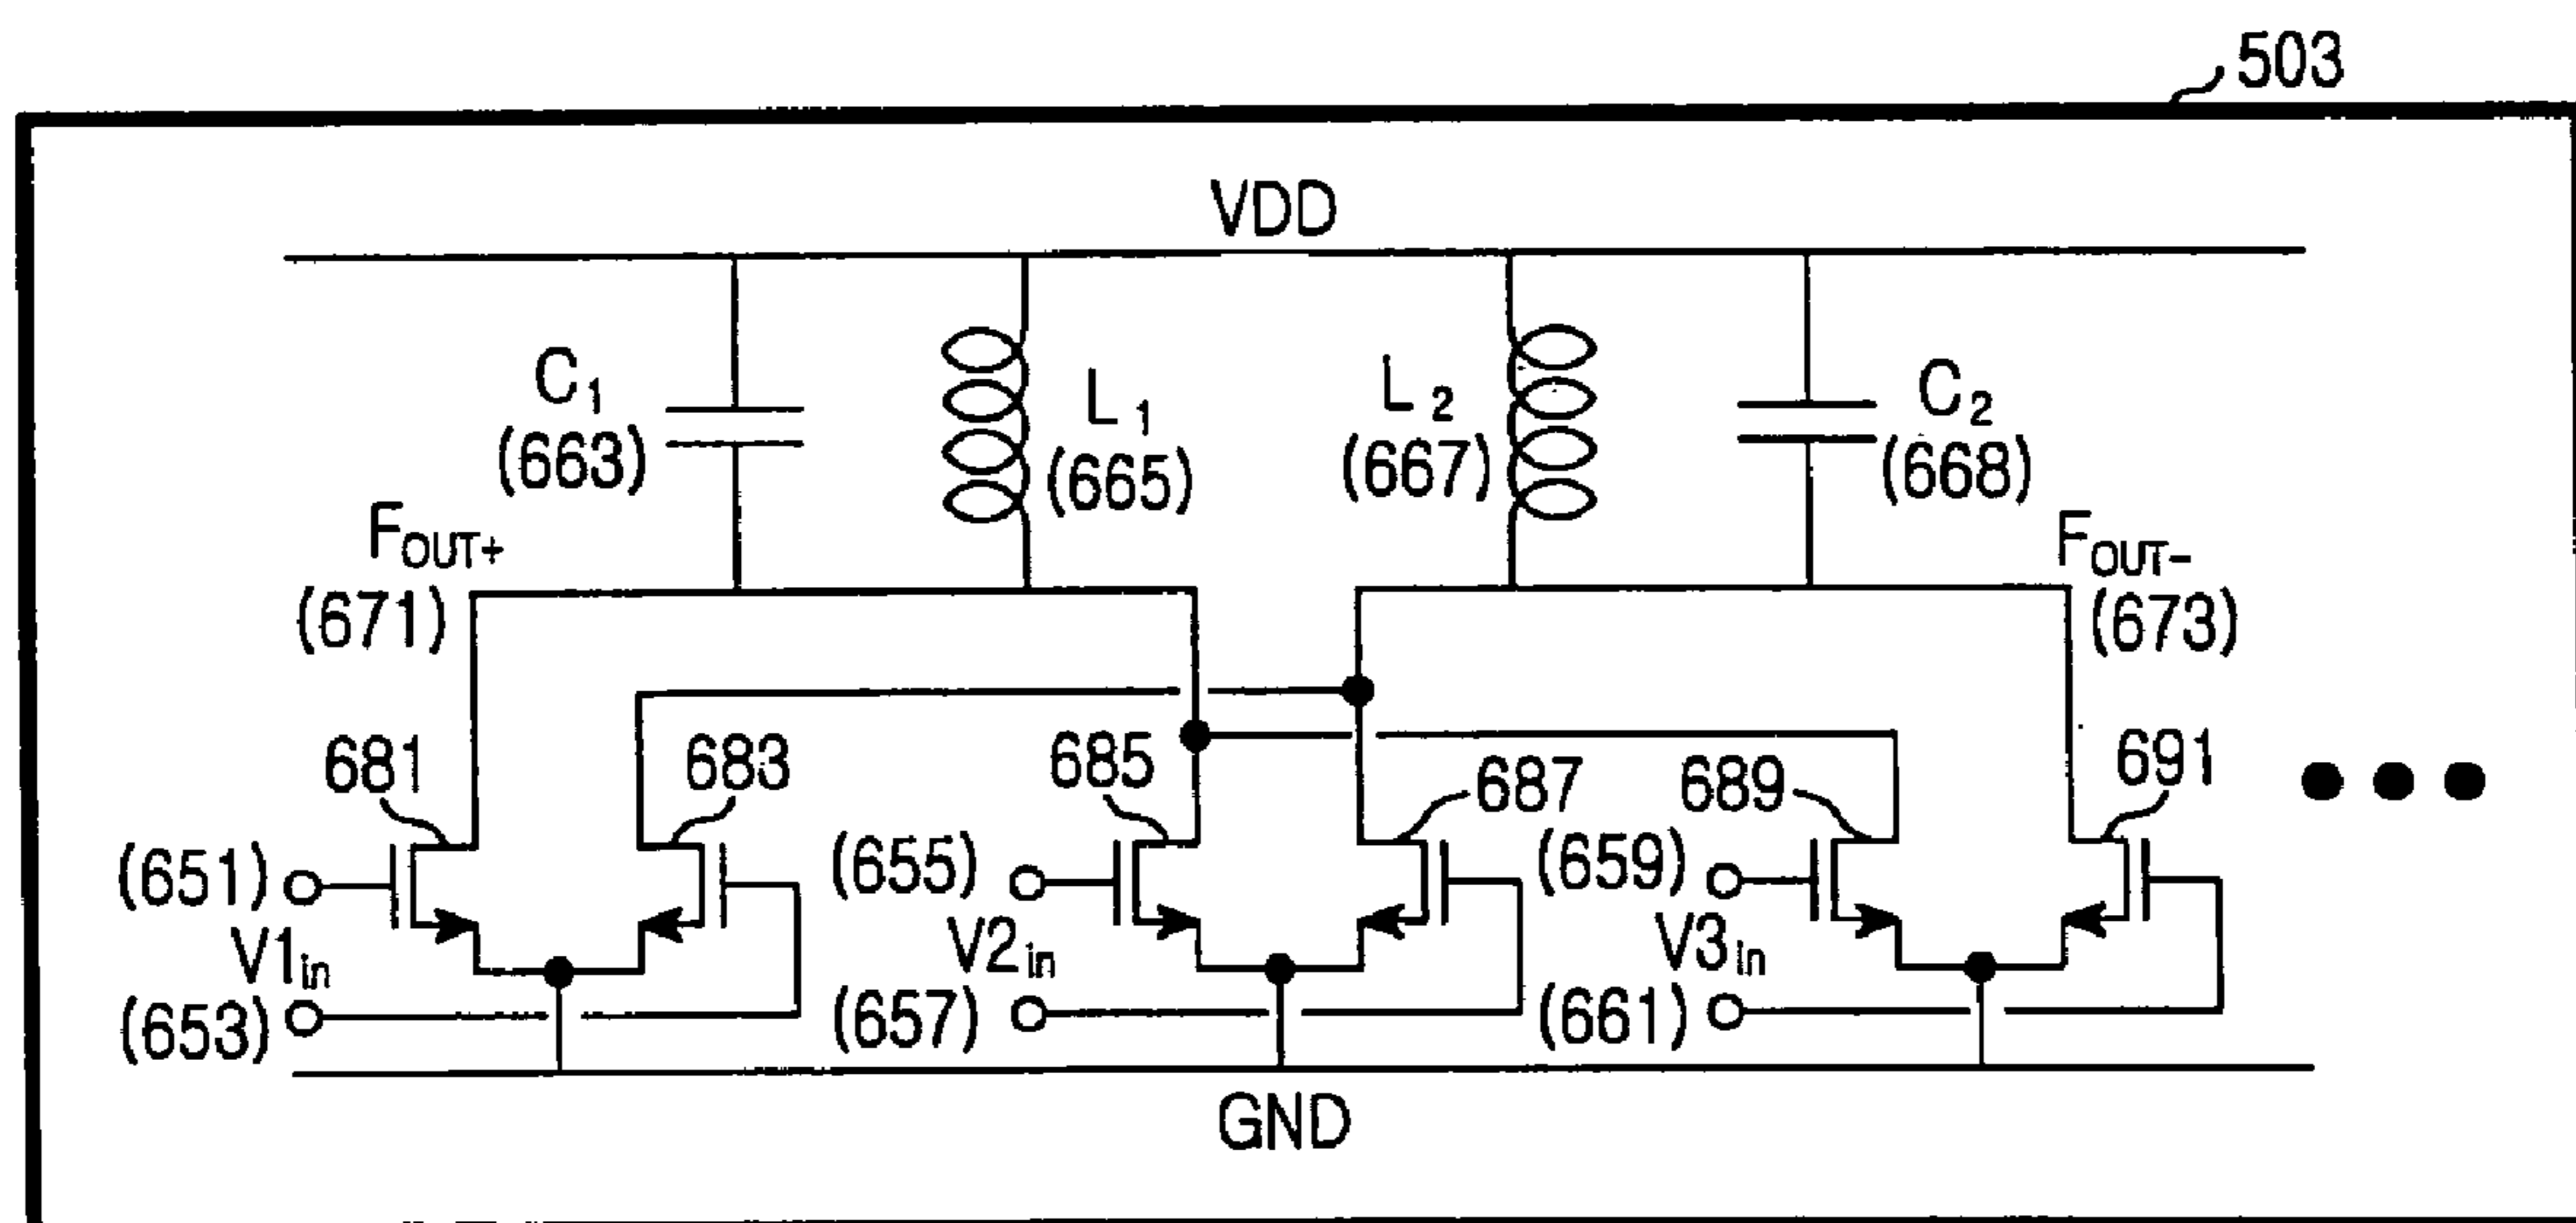 503
VDD
C1
(663)
L1
(665)
L2
(667)
C2
(668)
FOUT+
(671)
FOUT-
(673)
681
683
685
687
689
691
(651)
V1in
(653)
(655)
V2in
(657)
(659)
V3in
(661)
GND